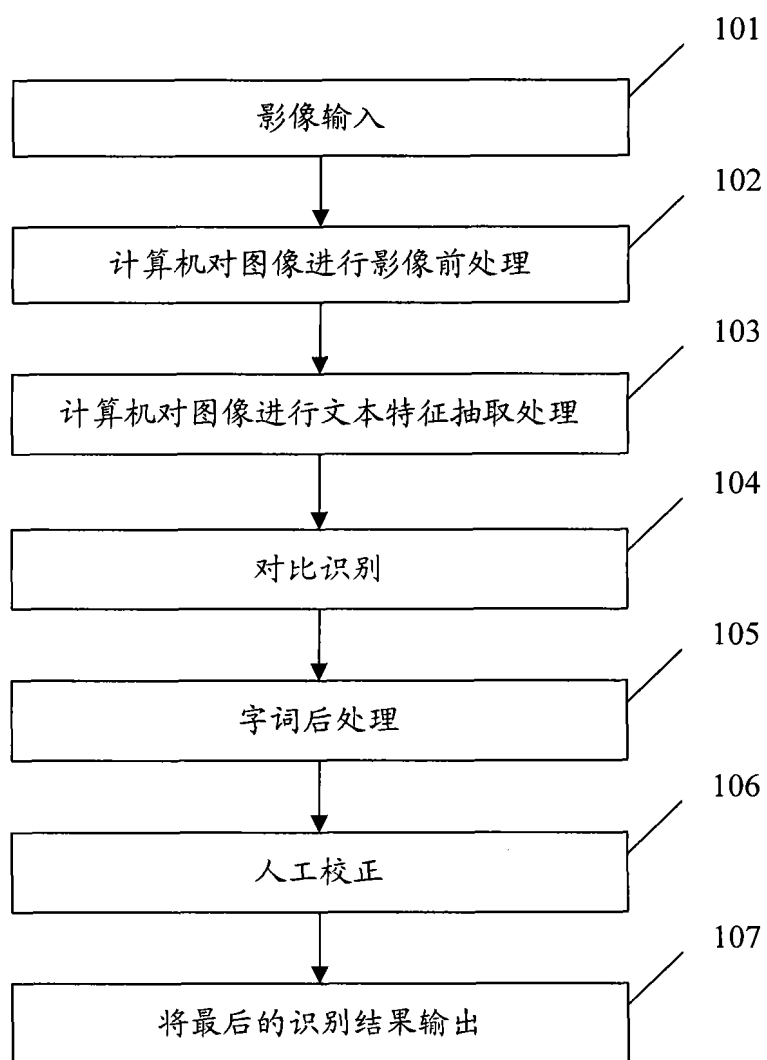 101
影像输入
102
计算机对图像进行影像前处理
103
计算机对图像进行文本特征抽取处理
104
对比识别
105
字词后处理
106
人工校正
107
将最后的识别结果输出